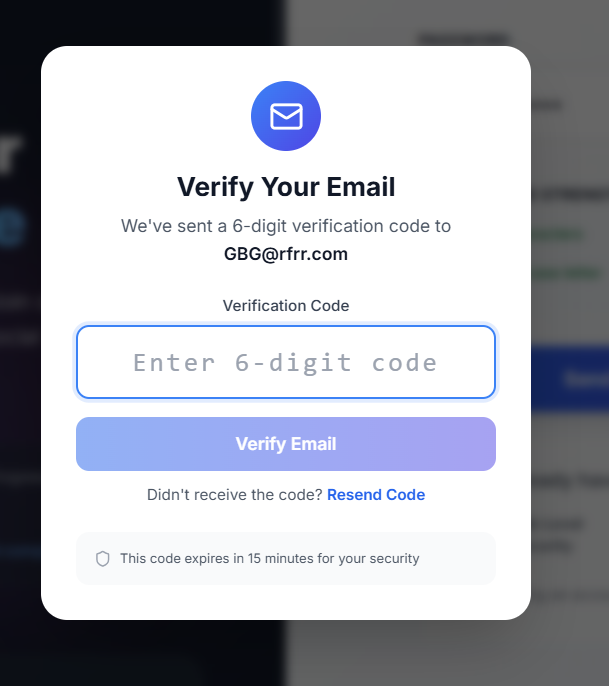 Verify Your Email
We've sent a 6-digit verification code to
GBG@rfrr.com
Verification Code
Enter 6-digit code
Verify Email
Didn't receive the code? Resend Code
This code expires in 15 minutes for your security